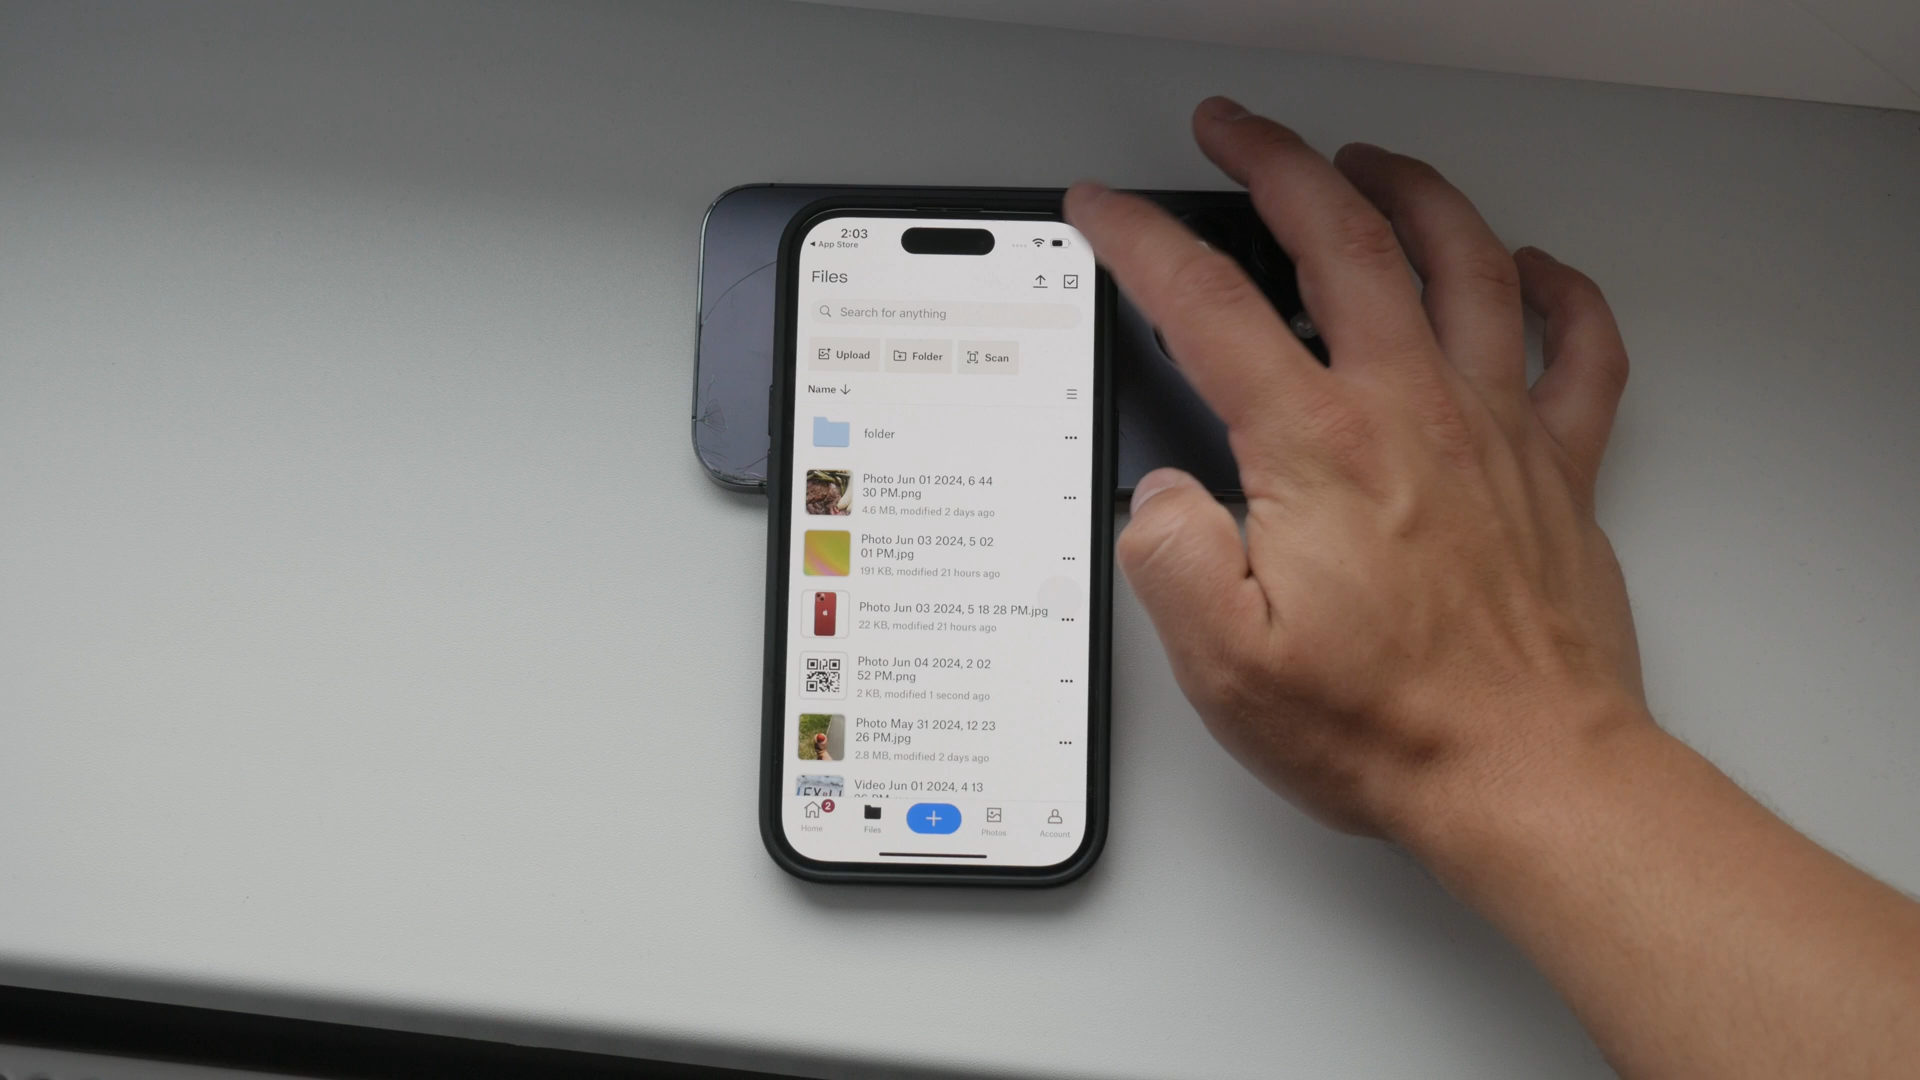 2:03
App Store
Files
Search for anything
Upload
Folder
Scan
Name
folder
Photo Jun 01 2024, 6 44
30 PM.png
4.6 MB, modified 2 days ago
Photo Jun 03 2024, 5 02
01 PM.jpg
191 KB, modified 21 hours ago
Photo Jun 03 2024, 5 18 28 PM.jpg
22 KB, modified 21 hours ago
Photo Jun 04 2024, 2 02
52 PM.png
2 KB, modified 1 second ago
Photo May 31 2024, 12 23
26 PM.jpg
2.8 MB, modified 2 days ago
Video Jun 01 2024, 4 13
2
Home
Files
Photos
Account